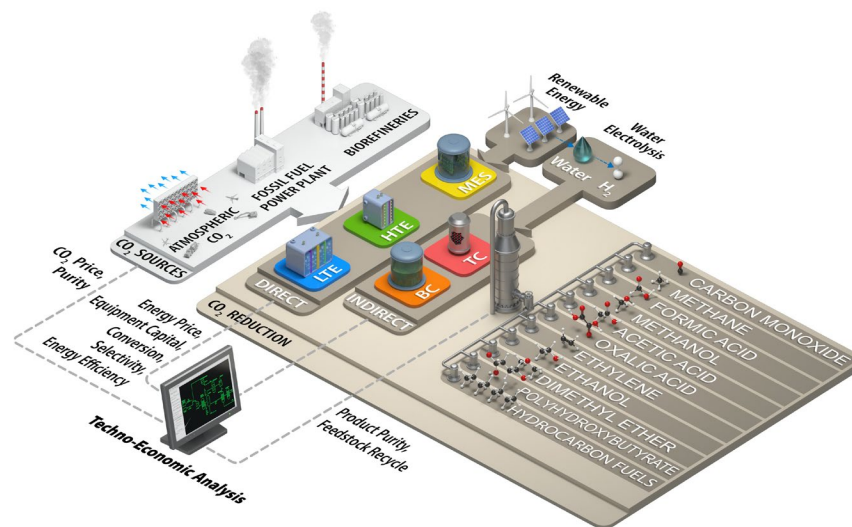 Renewable
Energy
Water
Electrolysis
Water
H2
BIOREFINERIES
FOSSIL FUEL
POWER PLANT
ATMOSPHERIC
CO2
CO2 SOURCES
MES
HTE
LTE
TC
BC
DIRECT
INDIRECT
CO2 REDUCTION
CO2 Price,
Purity
Energy Price,
Equipment Capital,
Conversion,
Selectivity,
Energy Efficiency
Techno-Economic Analysis
Product Purity,
Feedstock Recycle
CARBON MONOXIDE
METHANE
FORMIC ACID
METHANOL
ACETIC ACID
OXALIC ACID
ETHYLENE
ETHANOL
DIMETHYL ETHER
POLYHYDROXYBUTYRATE
HYDROCARBON FUELS